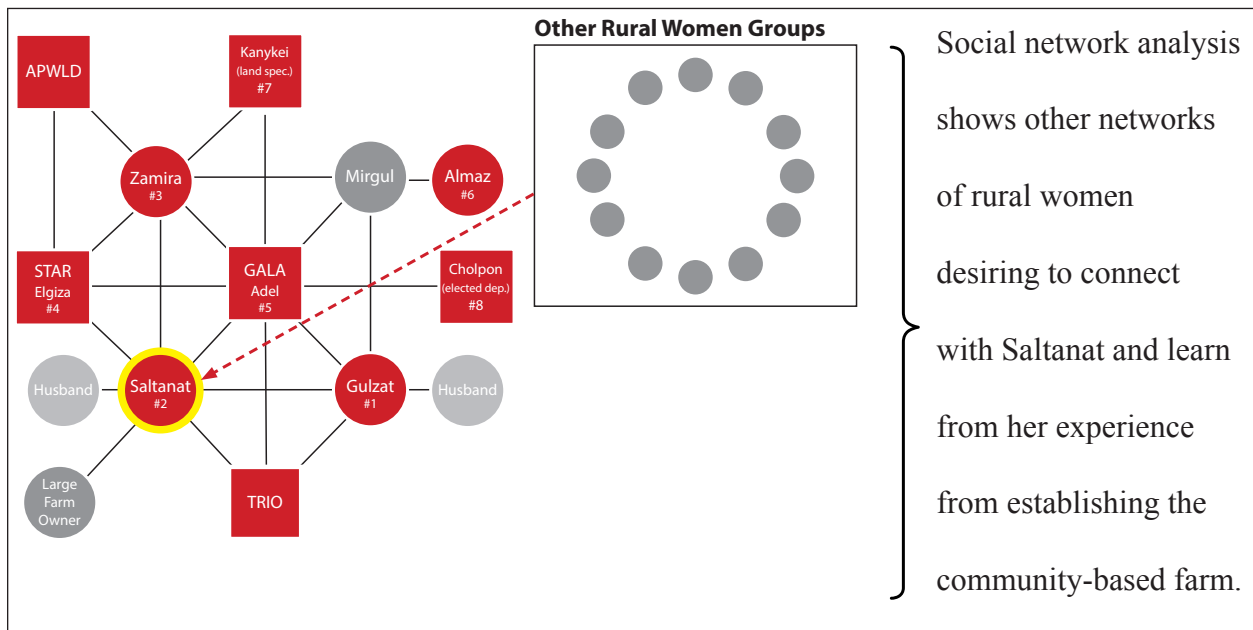 APWLD
Kanykei
(land spec.)
#7
Other Rural Women Groups
Zamira
#3
Mirgul
Almaz
#6
STAR
Elgiza
#4
GALA
Adel
#5
Cholpon
(elected dep.)
#8
Husband
Saltanat
#2
Gulzat
#1
Husband
Large
Farm
Owner
TRIO
Social network analysis
shows other networks
of rural women
desiring to connect
with Saltanat and learn
from her experience
from establishing the
community-based farm.